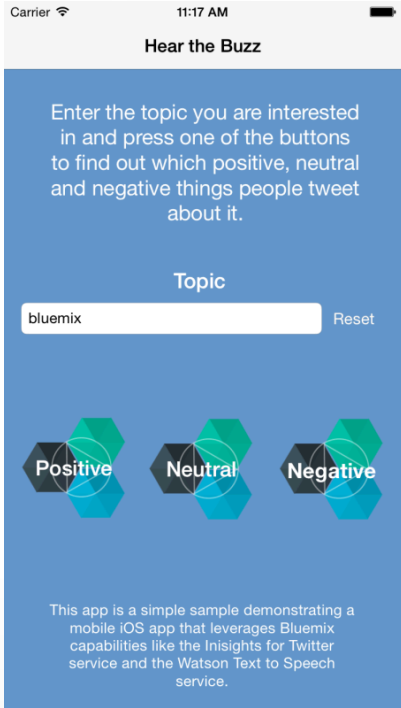 Carrier 11:17 AM
Hear the Buzz
Enter the topic you are interested
in and press one of the buttons
to find out which positive, neutral
and negative things people tweet
about it.
Topic
bluemix Reset
Positive Neutral Negative
This app is a simple sample demonstrating a
mobile iOS app that leverages Bluemix
capabilities like the Inisights for Twitter
service and the Watson Text to Speech
service.